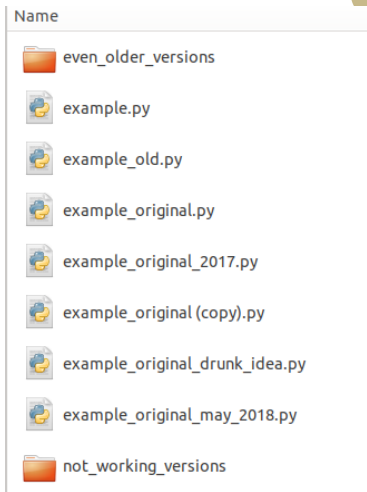 Name
even_older_versions
example.py
example_old.py
example_original.py
example_original_2017.py
example_original (copy).py
example_original_drunk_idea.py
example_original_may_2018.py
not_working_versions